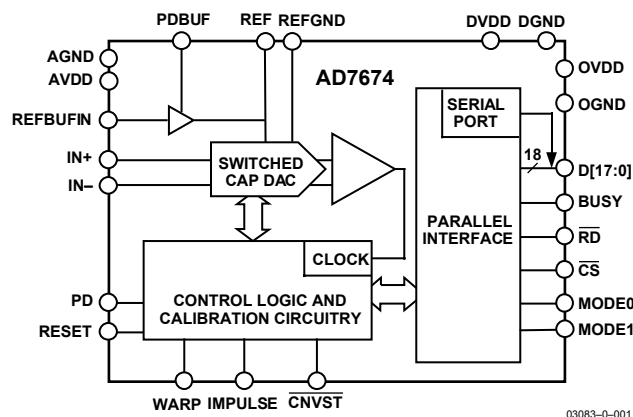 PDBUF
REF
REFGND
DVDD
DGND
AGND
AVDD
AD7674
OVDD
OGND
REFBUFIN
SERIAL
PORT
IN+
IN–
SWITCHED
CAP DAC
18
D[17:0]
BUSY
PARALLEL
INTERFACE
RD
CS
CLOCK
PD
CONTROL LOGIC AND
CALIBRATION CIRCUITRY
RESET
MODE0
MODE1
WARP
IMPULSE
CNVST
03083–0–001